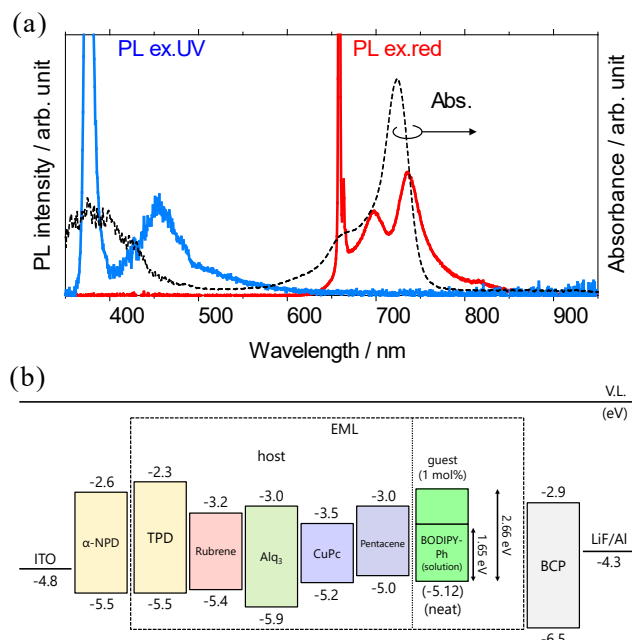 (a)
PL ex.UV
PL ex.red
Abs.
PL intensity / arb. unit
Absorbance / arb. unit
400 500 600 700 800 900
Wavelength / nm
(b)
V.L.
(eV)
EML
host
guest
(1 mol%)
-2.6
-2.3
-3.2
-3.0
-3.5
-3.0
-2.9
ITO
-4.8
α-NPD
TPD
Rubrene
Alq₃
CuPc
Pentacene
BODIPY-
Ph
(solution)
1.65 eV
2.66 eV
BCP
LiF/Al
-4.3
-5.5
-5.5
-5.4
-5.9
-5.2
-5.0
(-5.12)
(neat)
-6.5